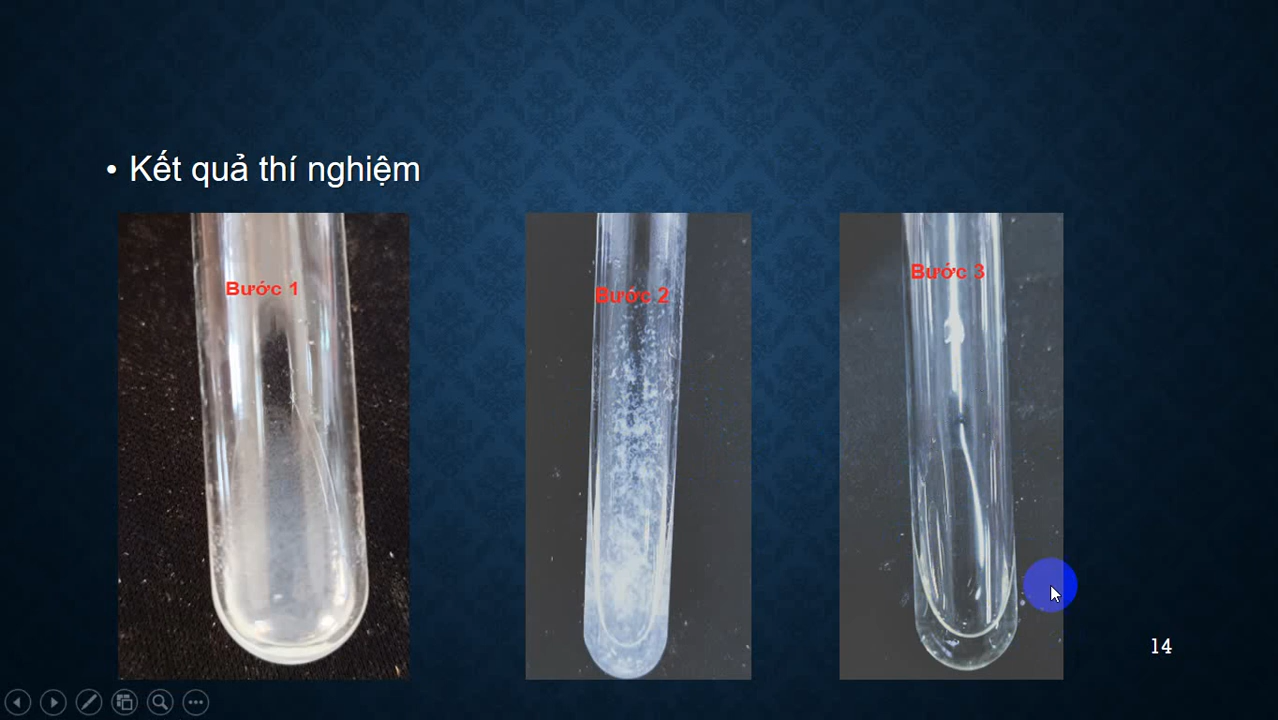 • Kết quả thí nghiệm
Bước 1
Bước 2
Bước 3
14